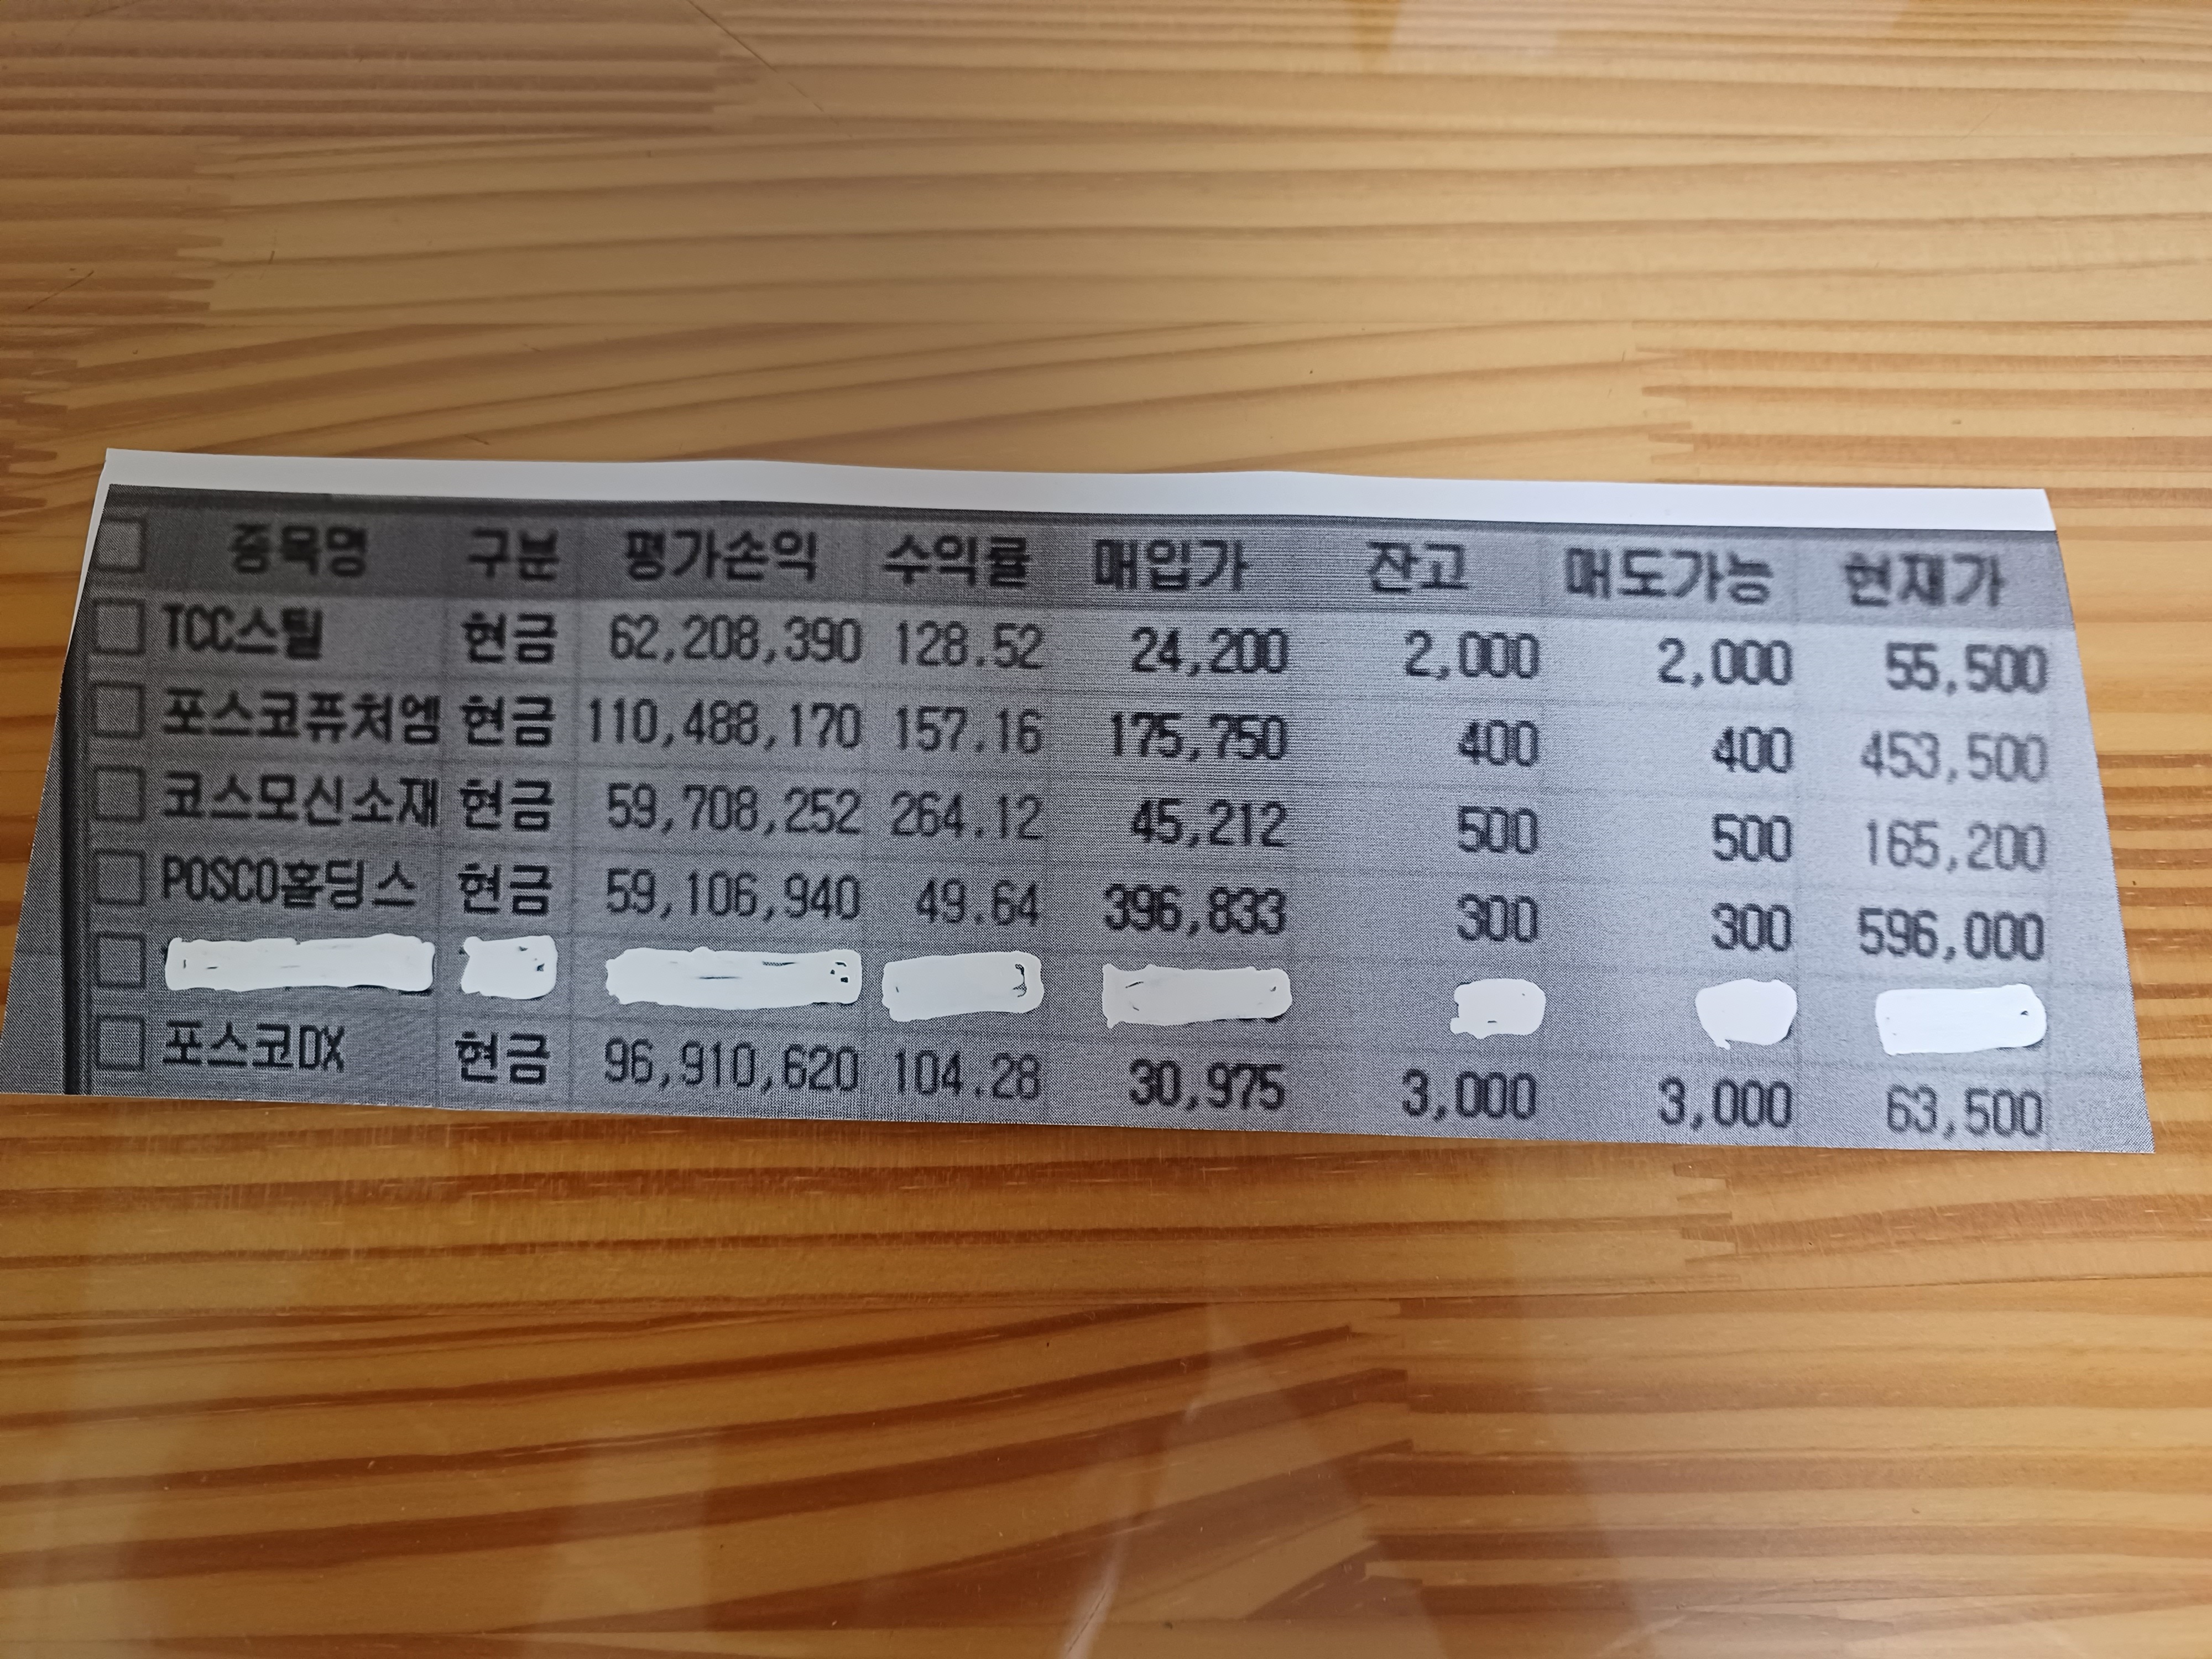 종목명 구분 평가손익 수익률 매입가 잔고 매도가능 현재가
TCC스틸 현금 62,208,390 128.52 24,200 2,000 2,000 55,500
포스코퓨처엠 현금 110,488,170 157.16 175,750 400 400 453,500
코스모신소재 현금 59,708,252 264.12 45,212 500 500 165,200
POSCO홀딩스 현금 59,106,940 49.64 396,833 300 300 596,000
포스코DX 현금 96,910,620 104.28 30,975 3,000 3,000 63,500